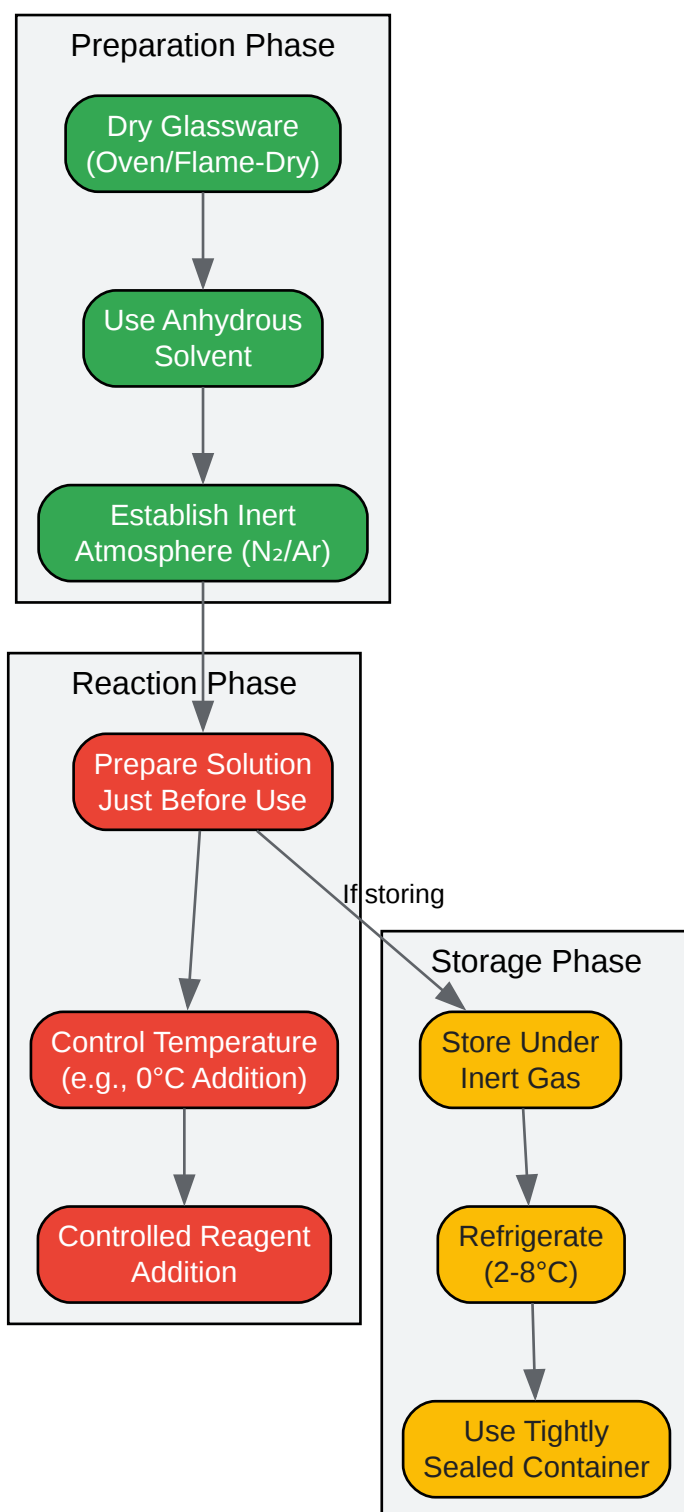 Preparation Phase
Dry Glassware
(Oven/Flame-Dry)
Use Anhydrous
Solvent
Establish Inert
Atmosphere (N₂/Ar)
Reaction Phase
Prepare Solution
Just Before Use
If storing
Control Temperature
(e.g., 0°C Addition)
Controlled Reagent
Addition
Storage Phase
Store Under
Inert Gas
Refrigerate
(2-8°C)
Use Tightly
Sealed Container